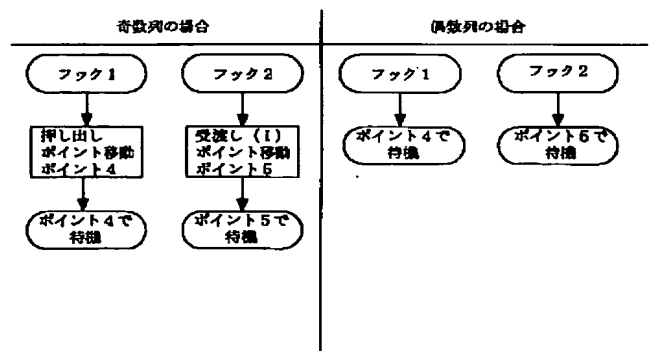 奇数列の場合
偶数列の場合
フック1
フック2
フック1
フック2
押し出し
ポイント移動
ポイント4
受渡し(I)
ポイント移動
ポイント5
ポイント4で
待機
ポイント5で
待機
ポイント4で
待機
ポイント5で
待機